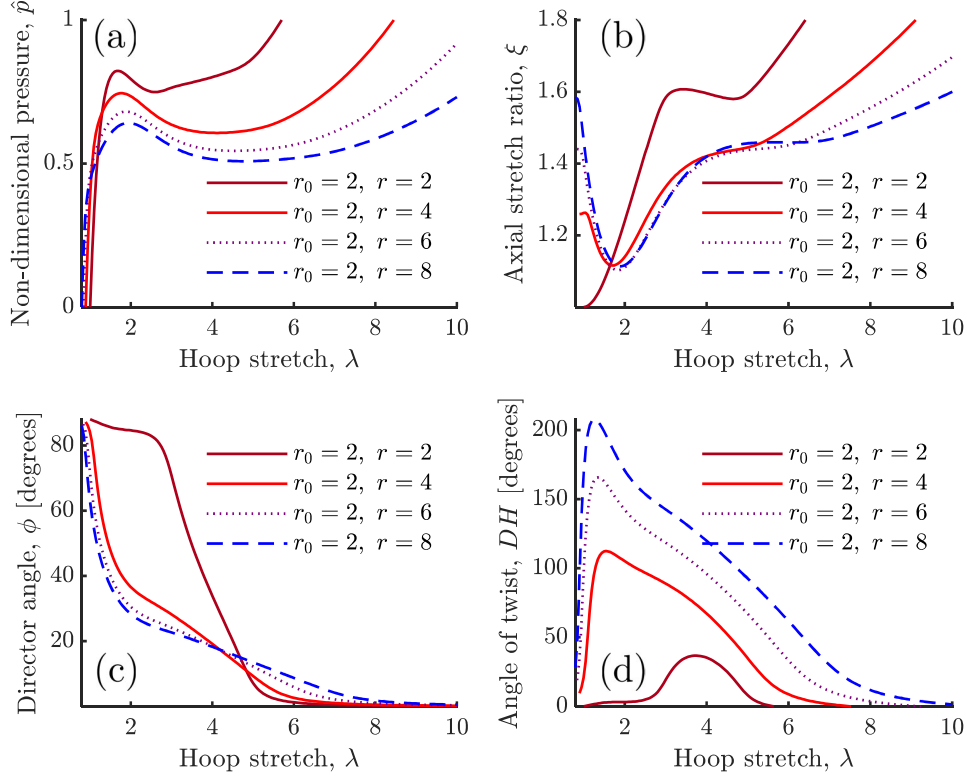 (a)
Non-dimensional pressure, p̂
1
0.5
0
r₀ = 2, r = 2
r₀ = 2, r = 4
r₀ = 2, r = 6
r₀ = 2, r = 8
2 4 6 8 10
Hoop stretch, λ
(b)
Axial stretch ratio, ξ
1.8
1.6
1.4
1.2
r₀ = 2, r = 2
r₀ = 2, r = 4
r₀ = 2, r = 6
r₀ = 2, r = 8
2 4 6 8 10
Hoop stretch, λ
(c)
Director angle, ϕ [degrees]
80
60
40
20
r₀ = 2, r = 2
r₀ = 2, r = 4
r₀ = 2, r = 6
r₀ = 2, r = 8
2 4 6 8 10
Hoop stretch, λ
(d)
Angle of twist, DH [degrees]
200
150
100
50
0
r₀ = 2, r = 2
r₀ = 2, r = 4
r₀ = 2, r = 6
r₀ = 2, r = 8
2 4 6 8 10
Hoop stretch, λ